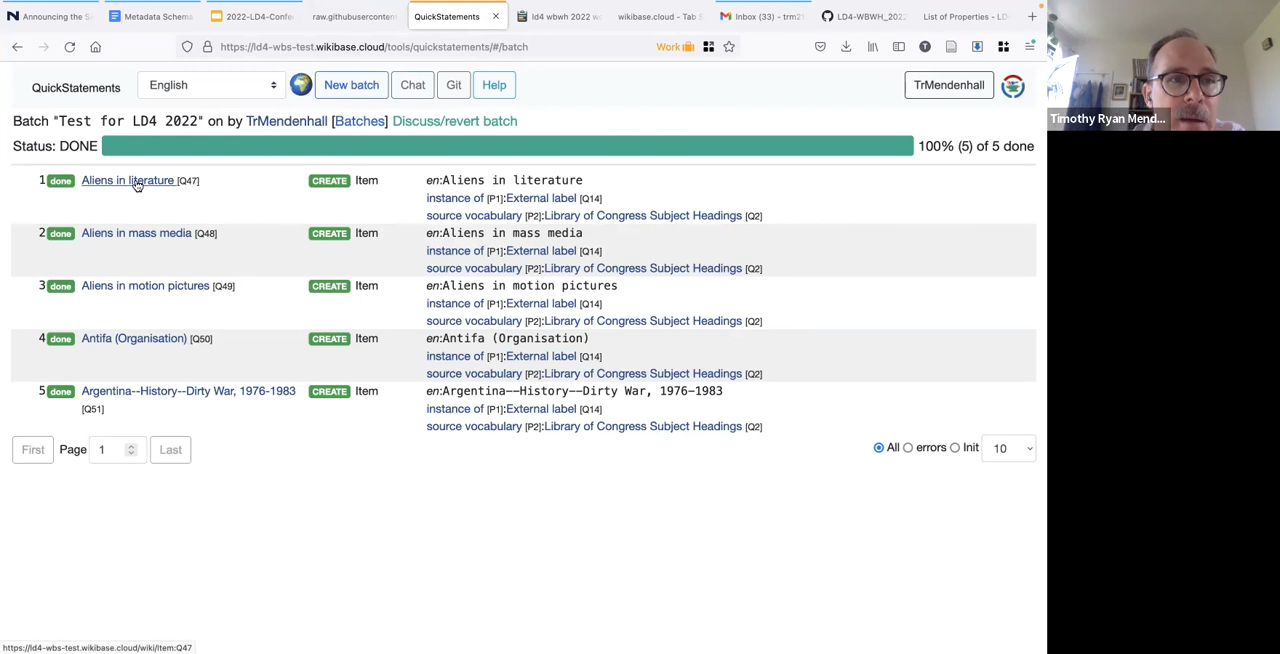 Announcing the S
Metadata Schema
2022-LD4-Confe
raw.githubuserconten
QuickStatements
ld4 wbwh 2022 wo
wikibase.cloud - Tab S
Inbox (33) - trm21
LD4-WBWH_202
List of Properties - LD
https://ld4-wbs-test.wikibase.cloud/tools/quickstatements/#/batch
Work
QuickStatements
English
New batch
Chat
Git
Help
TrMendenhall
Batch "Test for LD4 2022" on by TrMendenhall [Batches] Discuss/revert batch
Status: DONE
100% (5) of 5 done
1 done Aliens in literature [Q47] CREATE Item en:Aliens in literature
instance of [P1]:External label [Q14]
source vocabulary [P2]:Library of Congress Subject Headings [Q2]
2 done Aliens in mass media [Q48] CREATE Item en:Aliens in mass media
instance of [P1]:External label [Q14]
source vocabulary [P2]:Library of Congress Subject Headings [Q2]
3 done Aliens in motion pictures [Q49] CREATE Item en:Aliens in motion pictures
instance of [P1]:External label [Q14]
source vocabulary [P2]:Library of Congress Subject Headings [Q2]
4 done Antifa (Organisation) [Q50] CREATE Item en:Antifa (Organisation)
instance of [P1]:External label [Q14]
source vocabulary [P2]:Library of Congress Subject Headings [Q2]
5 done Argentina--History--Dirty War, 1976-1983 CREATE Item en:Argentina--History--Dirty War, 1976-1983
[Q51] instance of [P1]:External label [Q14]
source vocabulary [P2]:Library of Congress Subject Headings [Q2]
First Page 1 Last
All errors Init 10
https://ld4-wbs-test.wikibase.cloud/wiki/Item:Q47
Timothy Ryan Mend...